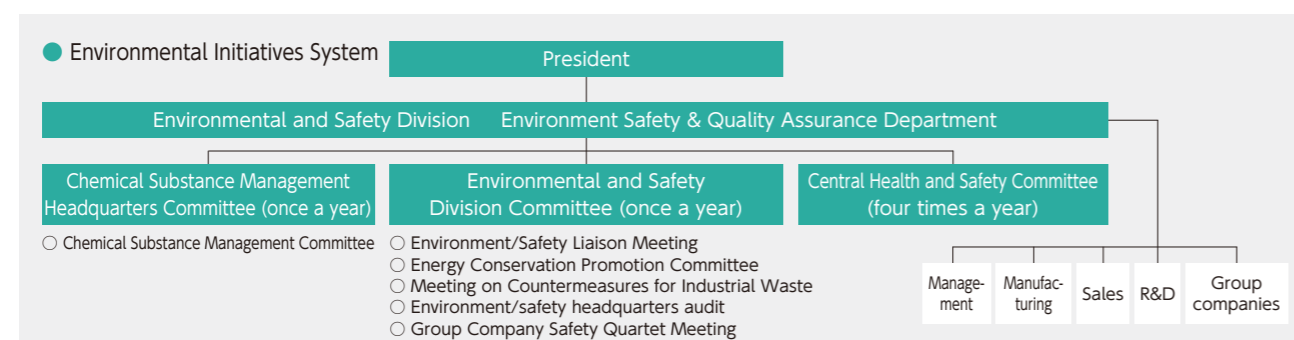 ● Environmental Initiatives System
President
Environmental and Safety Division Environment Safety & Quality Assurance Department
Chemical Substance Management
Headquarters Committee (once a year)
○ Chemical Substance Management Committee
Environmental and Safety
Division Committee (once a year)
○ Environment/Safety Liaison Meeting
○ Energy Conservation Promotion Committee
○ Meeting on Countermeasures for Industrial Waste
○ Environment/safety headquarters audit
○ Group Company Safety Quartet Meeting
Central Health and Safety Committee
(four times a year)
Manage-
ment
Manufac-
turing
Sales
R&D
Group
companies